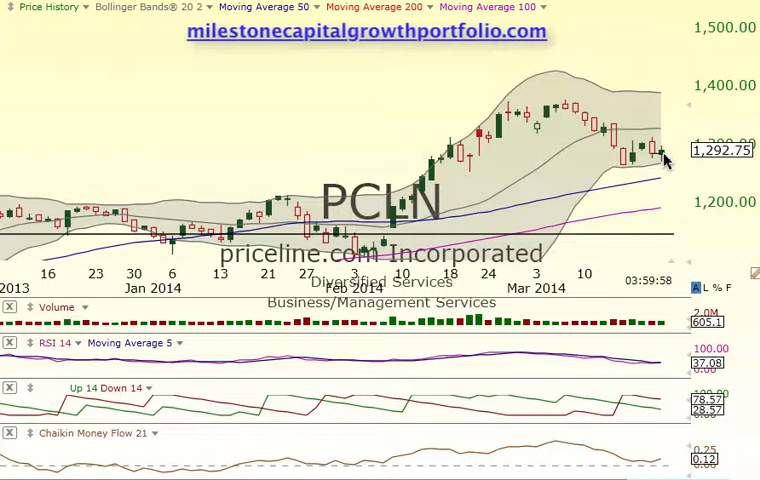 Price History Bollinger Bands® 20 2 Moving Average 50 Moving Average 200 Moving Average 100
milestonecapitalgrowthportfolio.com
1,500.00
1,400.00
1,292.75
1,200.00
PCLN
priceline.com Incorporated
Diversified Services
Business/Management Services
16 23 30 6 13 21 27 3 10 18 24 3 10
2013 Jan 2014 Feb 2014 Mar 2014
03:59:58
A L % F
X Volume
2.0M
605.1
X RSI 14 Moving Average 5
100.00
37.08
X Up 14 Down 14
78.57
28.57
X Chaikin Money Flow 21
0.25
0.12